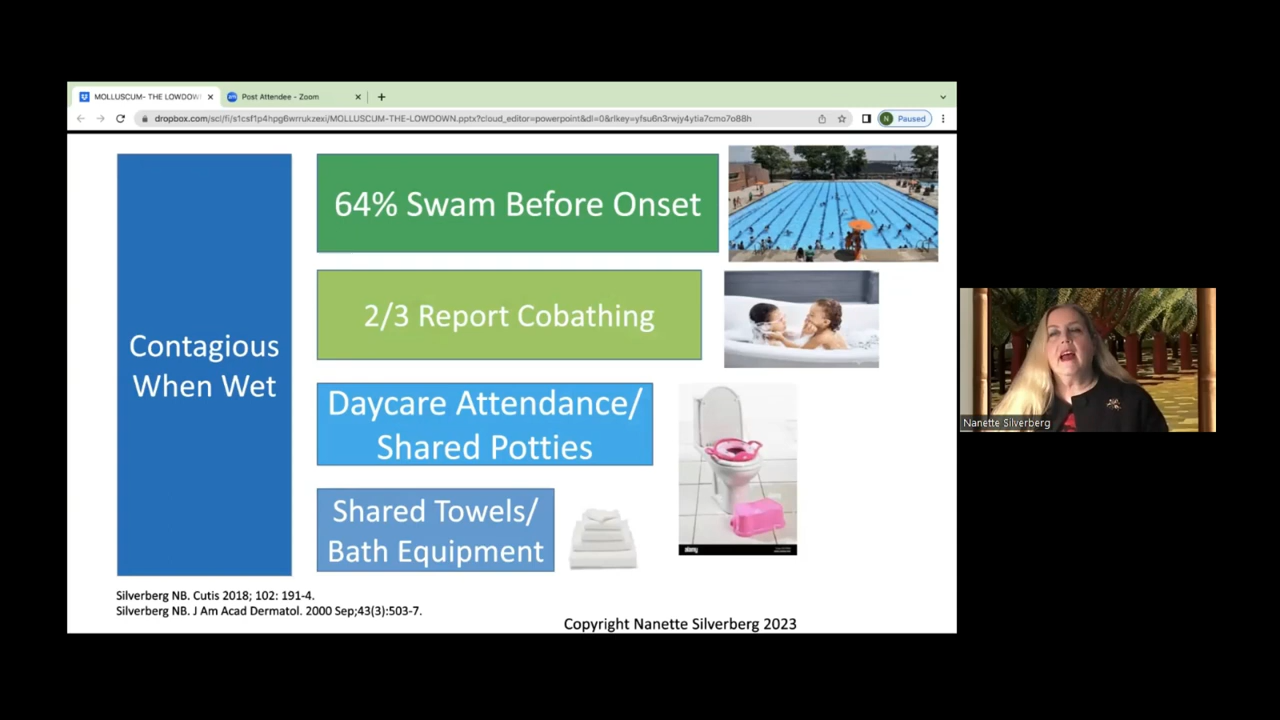 MOLLUSCUM- THE LOWDOW
Post Attendee - Zoom
dropbox.com/scl/fi/s1csf1p4hpg6wrrukzexi/MOLLUSCUM-THE-LOWDOWN.pptx?cloud_editor=powerpoint&dl=0&rlkey=yfsu6n3rwjy4ytia7cmo7o88h
N Paused
64% Swam Before Onset
2/3 Report Cobathing
Contagious
When Wet
Daycare Attendance/
Shared Potties
Shared Towels/
Bath Equipment
alamy
Silverberg NB. Cutis 2018; 102: 191-4.
Silverberg NB. J Am Acad Dermatol. 2000 Sep;43(3):503-7.
Copyright Nanette Silverberg 2023
Nanette Silverberg